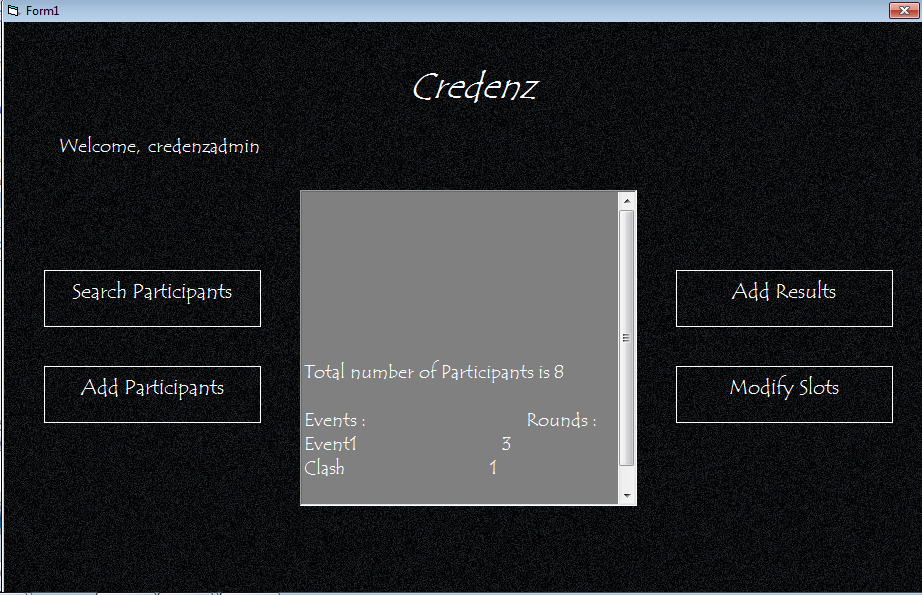 Form1
Credenz
Welcome, credenzadmin
Search Participants
Add Participants
Total number of Participants is 8
Events : Rounds :
Event1 3
Clash 1
Add Results
Modify Slots